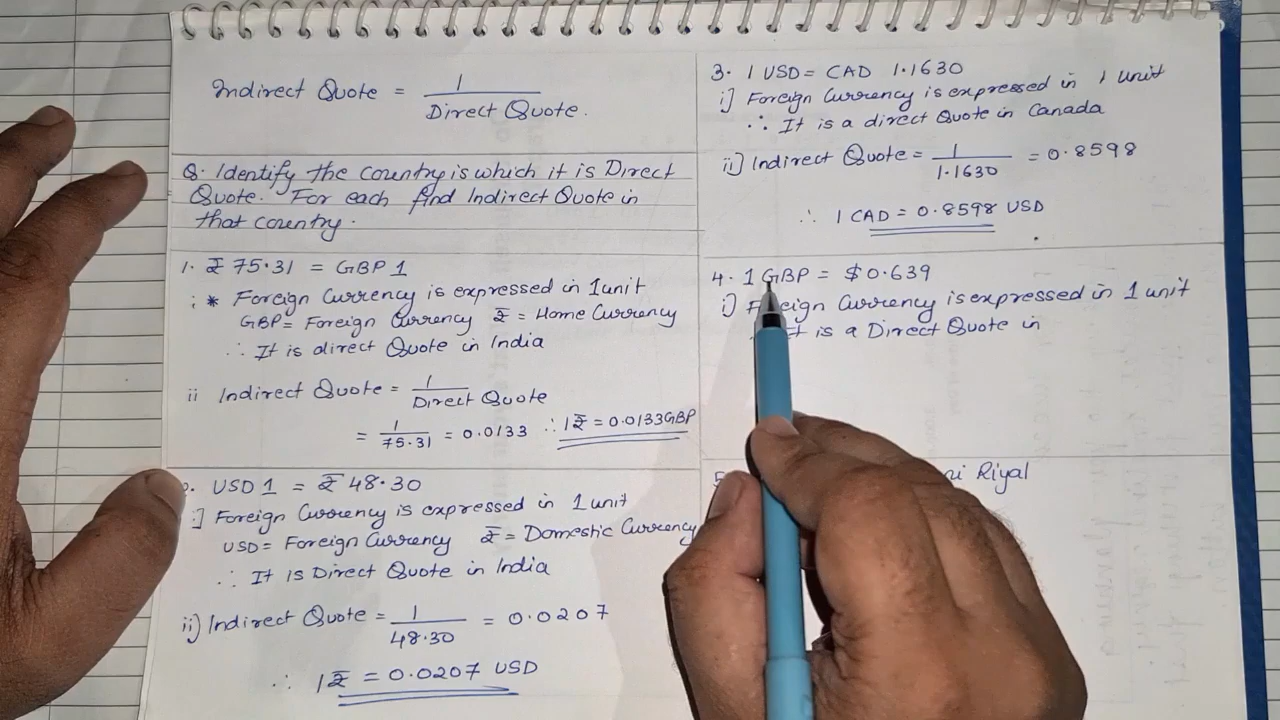 Indirect Quote = 1 / Direct Quote.
Q. Identify the country is which it is Direct
Quote. For each find Indirect Quote in
that country.
1. ₹ 75.31 = GBP 1
i * Foreign Currency is expressed in 1 unit
GBP = Foreign Currency ₹ = Home Currency
∴ It is direct Quote in India
ii Indirect Quote = 1 / Direct Quote
= 1 / 75.31 = 0.0133 ∴ 1₹ = 0.0133GBP
USD 1 = ₹ 48.30
i] Foreign Currency is expressed in 1 unit
USD = Foreign Currency ₹ = Domestic Currency
∴ It is Direct Quote in India
ii) Indirect Quote = 1 / 48.30 = 0.0207
∴ 1₹ = 0.0207 USD
3. 1 USD = CAD 1.1630
i] Foreign Currency is expressed in 1 unit
∴ It is a direct Quote in Canada
ii] Indirect Quote = 1 / 1.1630 = 0.8598
∴ 1 CAD = 0.8598 USD
4. 1 GBP = $0.639
i) Foreign Currency is expressed in 1 unit
It is a Direct Quote in
Riyal